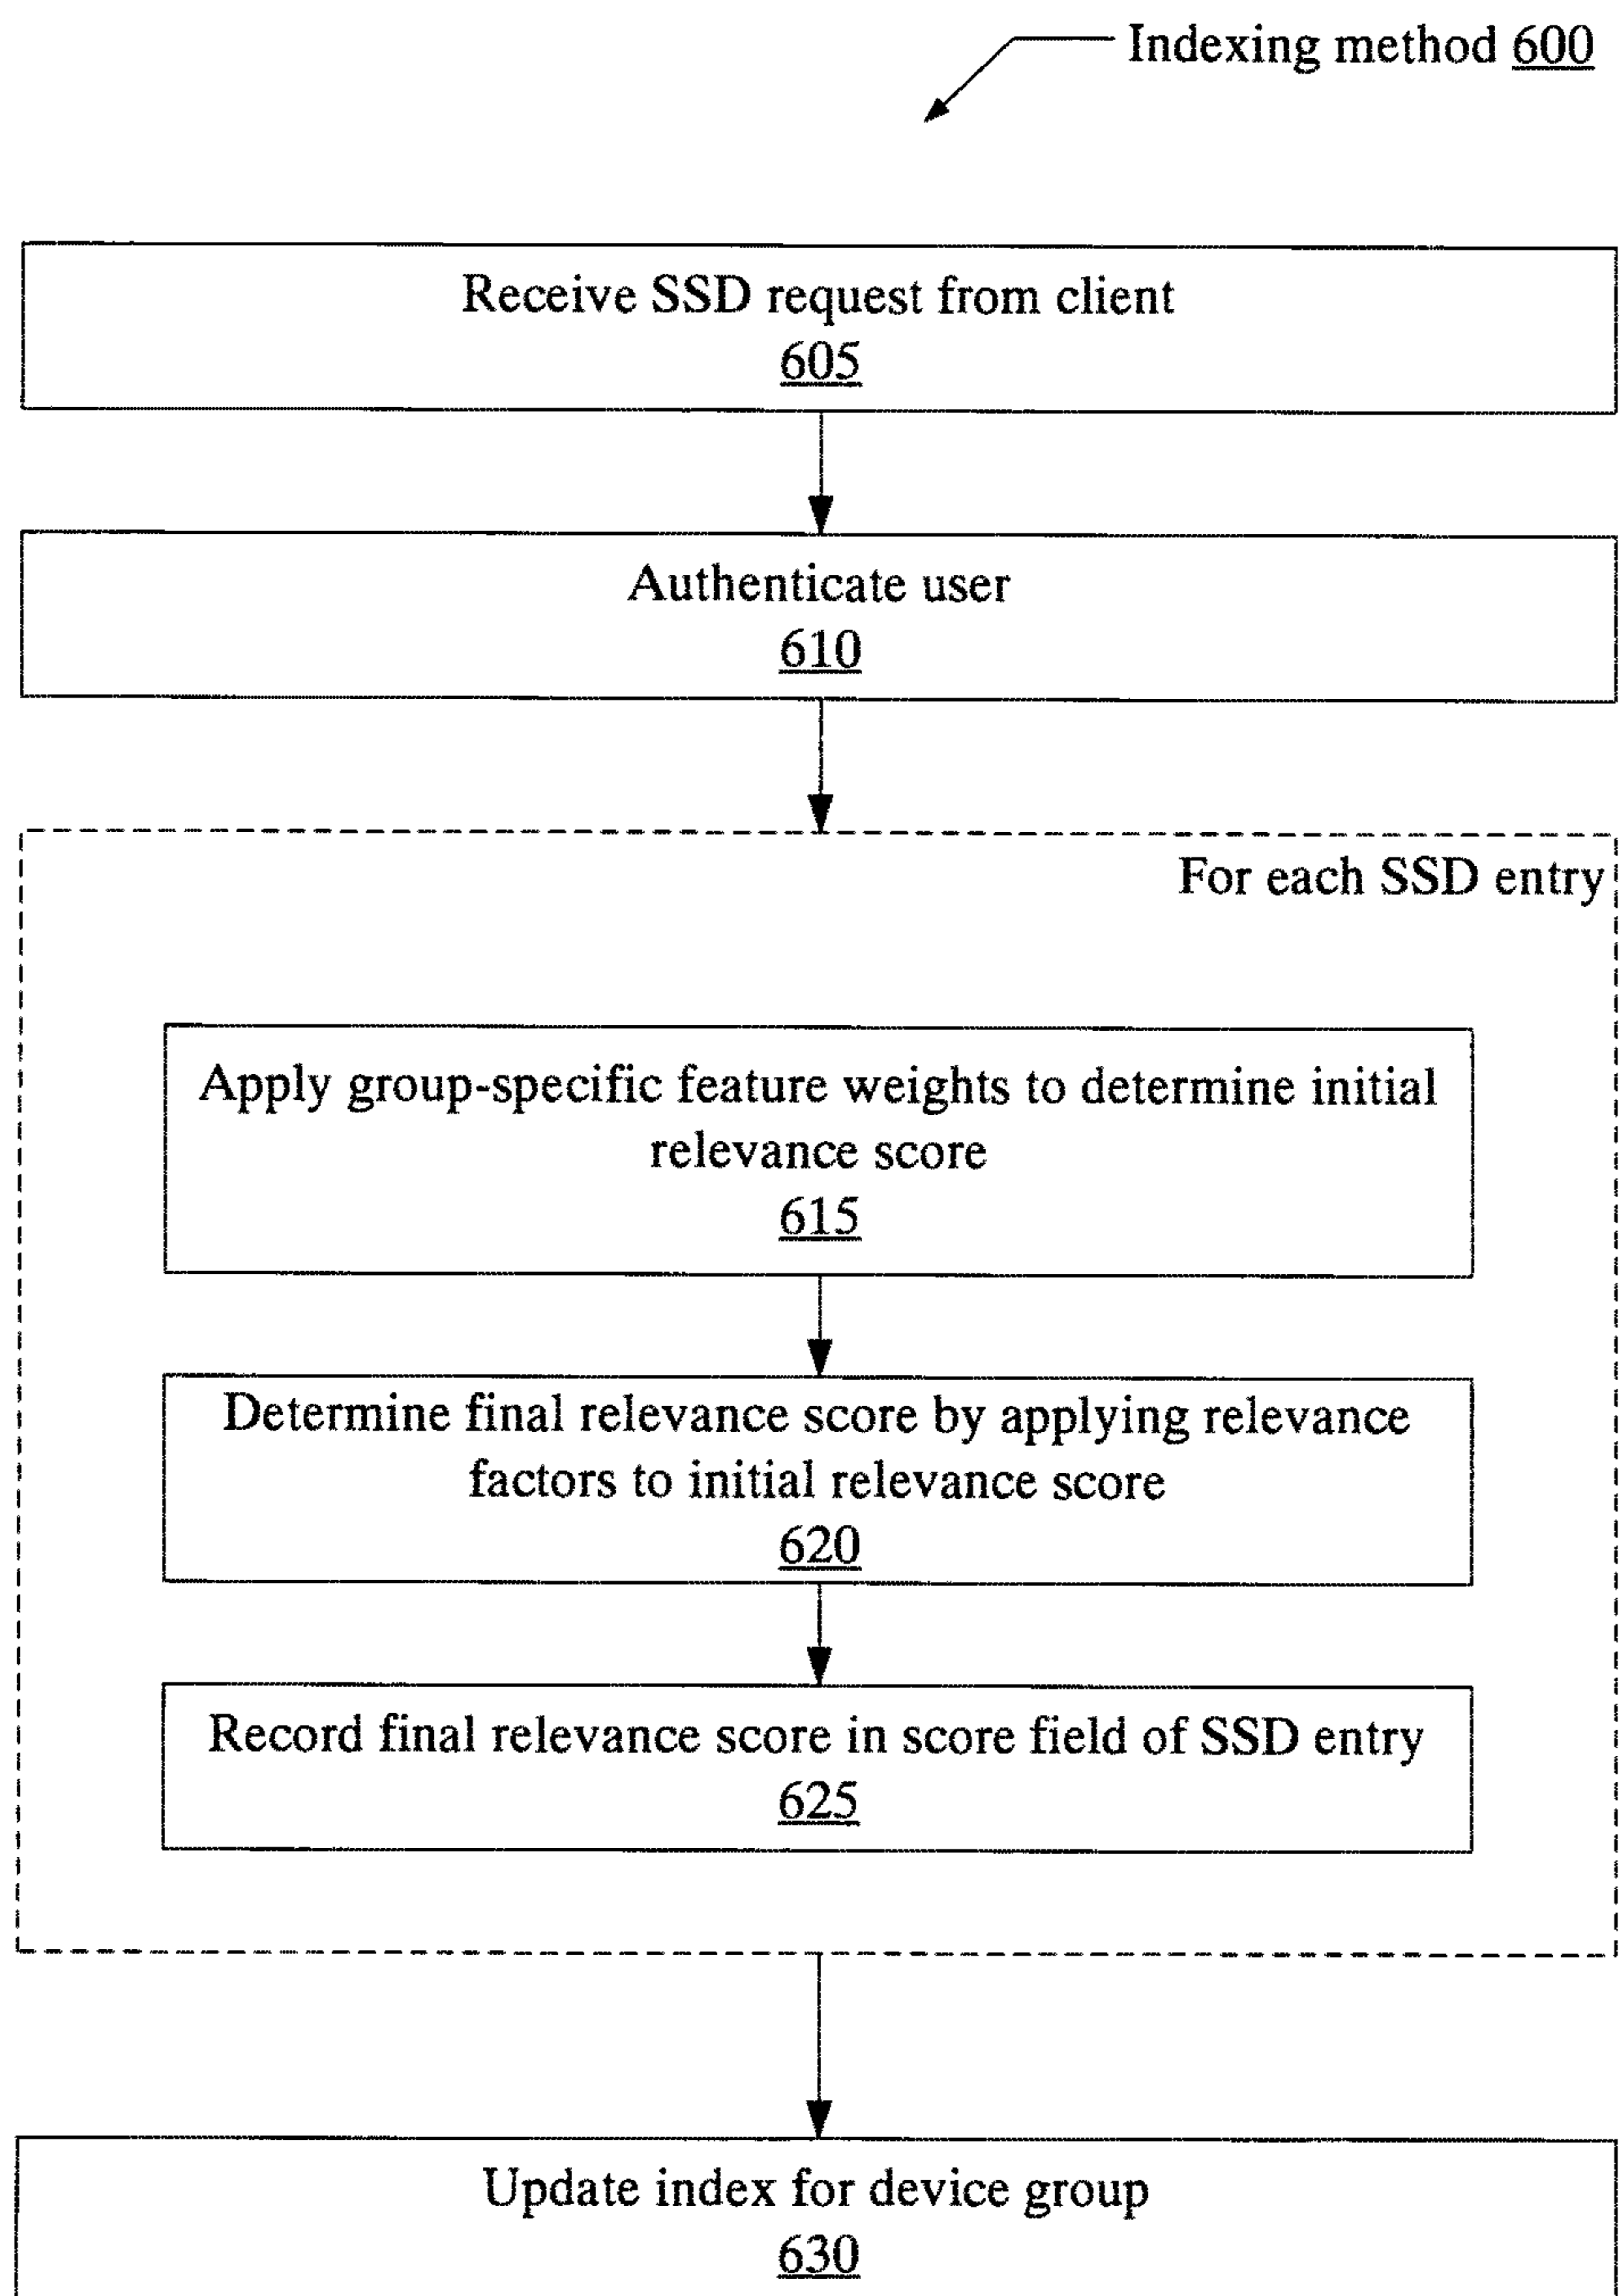 Indexing method 600
Receive SSD request from client
605
Authenticate user
610
For each SSD entry
Apply group-specific feature weights to determine initial
relevance score
615
Determine final relevance score by applying relevance
factors to initial relevance score
620
Record final relevance score in score field of SSD entry
625
Update index for device group
630